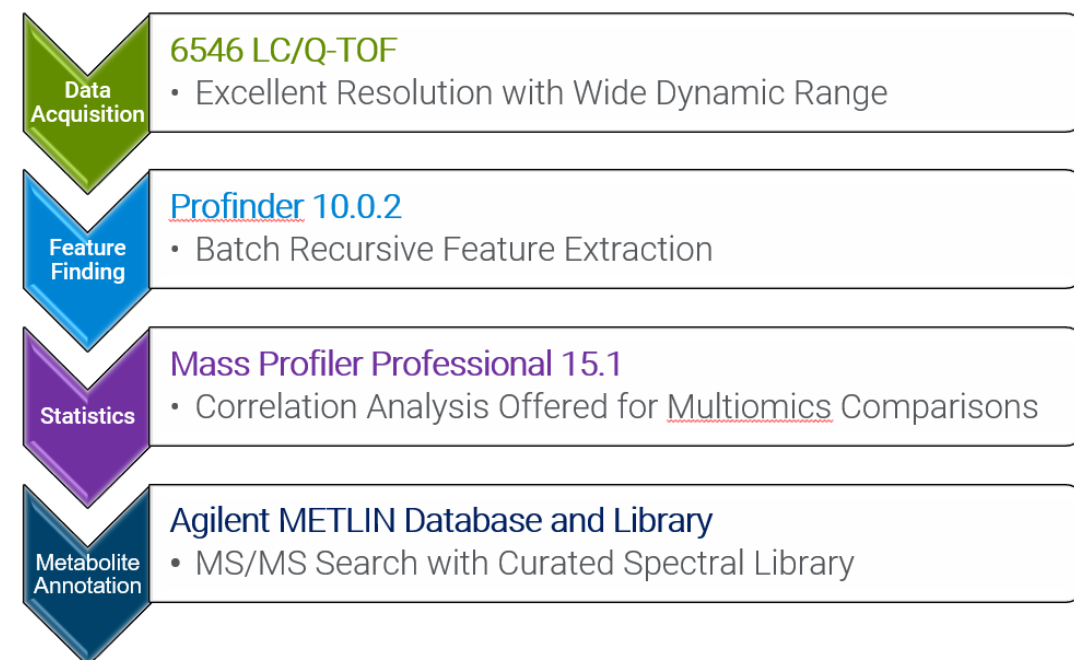 Data
Acquisition
6546 LC/Q-TOF
• Excellent Resolution with Wide Dynamic Range
Feature
Finding
Profinder 10.0.2
• Batch Recursive Feature Extraction
Statistics
Mass Profiler Professional 15.1
• Correlation Analysis Offered for Multiomics Comparisons
Metabolite
Annotation
Agilent METLIN Database and Library
• MS/MS Search with Curated Spectral Library